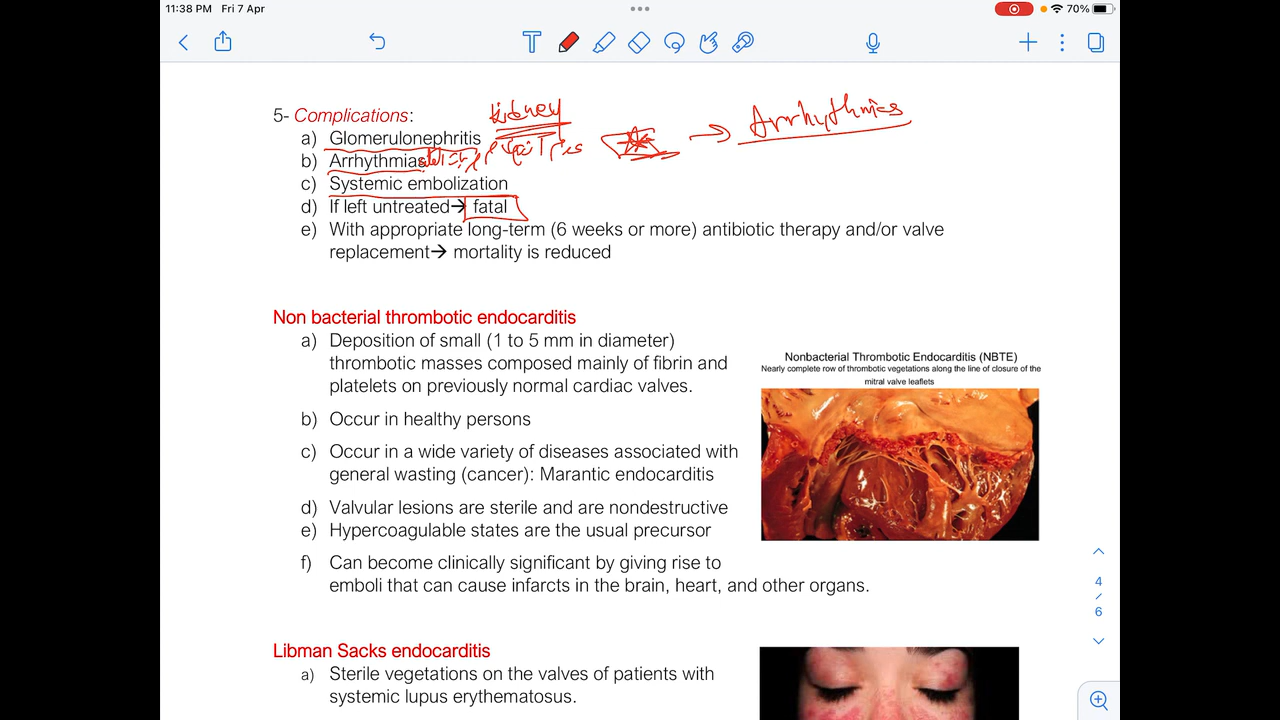 11:38 PM Fri 7 Apr
70%
5- Complications:
kidney
Arrhythmias
a) Glomerulonephritis
b) Arrhythmias
c) Systemic embolization
d) If left untreated→ fatal
e) With appropriate long-term (6 weeks or more) antibiotic therapy and/or valve
replacement→ mortality is reduced
Non bacterial thrombotic endocarditis
a) Deposition of small (1 to 5 mm in diameter)
thrombotic masses composed mainly of fibrin and
platelets on previously normal cardiac valves.
b) Occur in healthy persons
c) Occur in a wide variety of diseases associated with
general wasting (cancer): Marantic endocarditis
d) Valvular lesions are sterile and are nondestructive
e) Hypercoagulable states are the usual precursor
f) Can become clinically significant by giving rise to
emboli that can cause infarcts in the brain, heart, and other organs.
Nonbacterial Thrombotic Endocarditis (NBTE)
Nearly complete row of thrombotic vegetations along the line of closure of the
mitral valve leaflets
4
/
6
Libman Sacks endocarditis
a) Sterile vegetations on the valves of patients with
systemic lupus erythematosus.